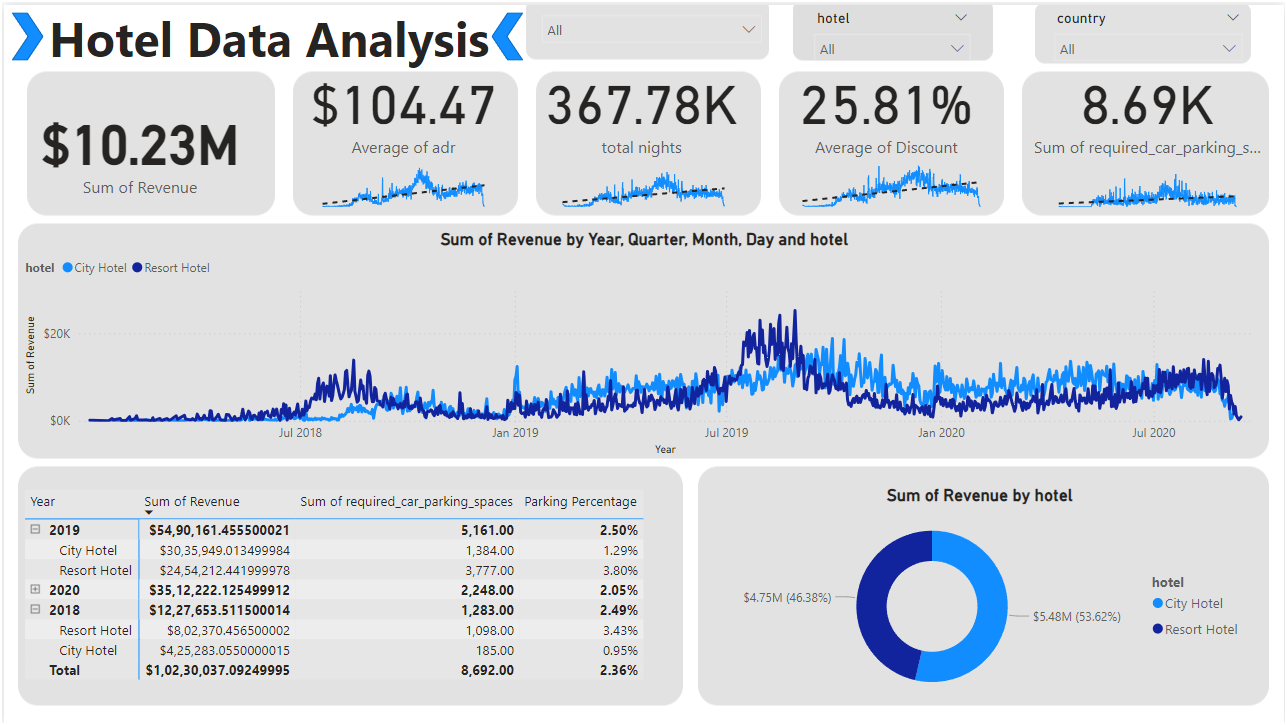 Hotel Data Analysis
All
hotel
All
country
All
$10.23M
Sum of Revenue
$104.47
Average of adr
367.78K
total nights
25.81%
Average of Discount
8.69K
Sum of required_car_parking_s...
Sum of Revenue by Year, Quarter, Month, Day and hotel
hotel City Hotel Resort Hotel
Sum of Revenue
$20K
$0K
Jul 2018 Jan 2019 Jul 2019 Jan 2020 Jul 2020
Year
Year Sum of Revenue Sum of required_car_parking_spaces Parking Percentage
2019 $54,90,161.455500021 5,161.00 2.50%
City Hotel $30,35,949.013499984 1,384.00 1.29%
Resort Hotel $24,54,212.441999978 3,777.00 3.80%
2020 $35,12,222.125499912 2,248.00 2.05%
2018 $12,27,653.511500014 1,283.00 2.49%
Resort Hotel $8,02,370.456500002 1,098.00 3.43%
City Hotel $4,25,283.0550000015 185.00 0.95%
Total $1,02,30,037.09249995 8,692.00 2.36%
Sum of Revenue by hotel
$4.75M (46.38%)
$5.48M (53.62%)
hotel
City Hotel
Resort Hotel